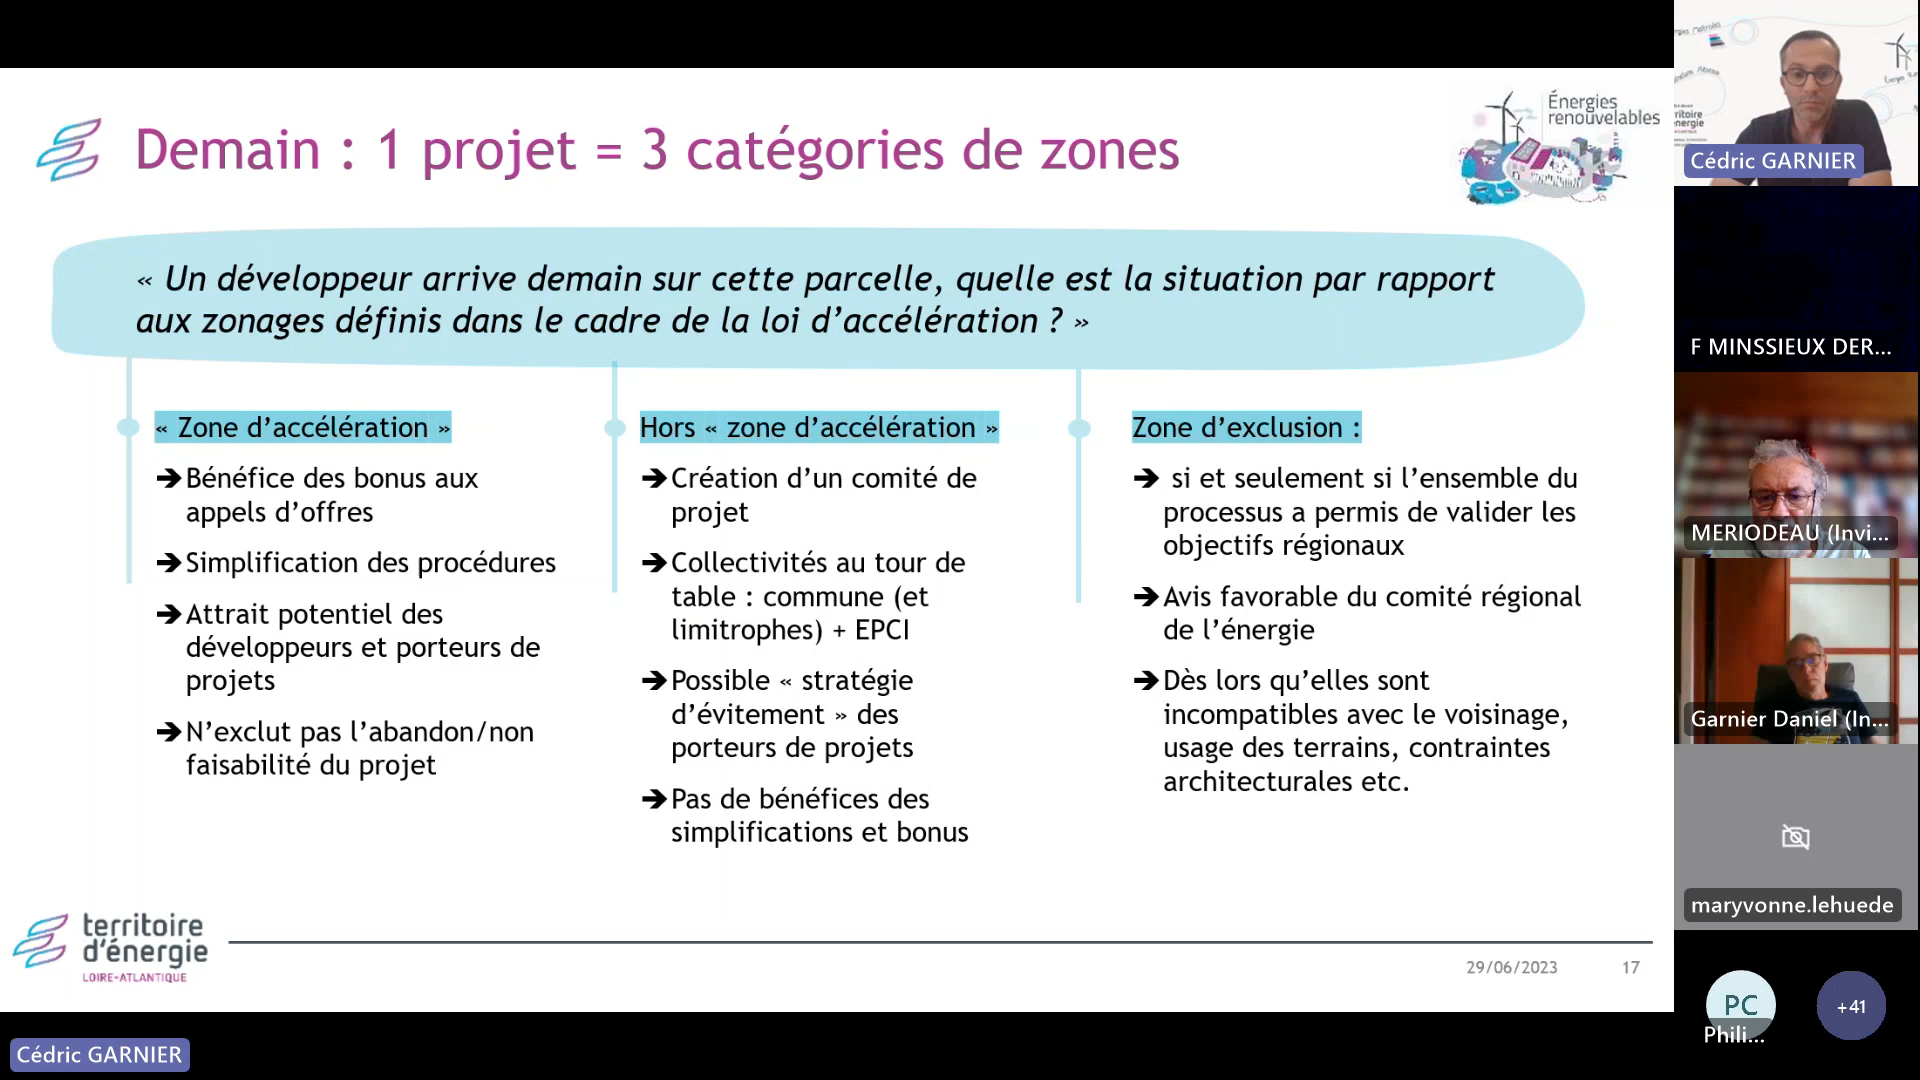 Demain : 1 projet = 3 catégories de zones
Énergies
renouvelables
« Un développeur arrive demain sur cette parcelle, quelle est la situation par rapport
aux zonages définis dans le cadre de la loi d’accélération ? »
« Zone d’accélération »
➔Bénéfice des bonus aux
appels d’offres
➔Simplification des procédures
➔Attrait potentiel des
développeurs et porteurs de
projets
➔N’exclut pas l’abandon/non
faisabilité du projet
Hors « zone d’accélération »
➔Création d’un comité de
projet
➔Collectivités au tour de
table : commune (et
limitrophes) + EPCI
➔Possible « stratégie
d’évitement » des
porteurs de projets
➔Pas de bénéfices des
simplifications et bonus
Zone d’exclusion :
➔ si et seulement si l’ensemble du
processus a permis de valider les
objectifs régionaux
➔Avis favorable du comité régional
de l’énergie
➔Dès lors qu’elles sont
incompatibles avec le voisinage,
usage des terrains, contraintes
architecturales etc.
territoire
d’énergie
LOIRE-ATLANTIQUE
29/06/2023
17
Cédric GARNIER
Cédric GARNIER
F MINSSIEUX DER...
MERIODEAU (Invi...
Garnier Daniel (In...
maryvonne.lehuede
PC
Phili...
+41